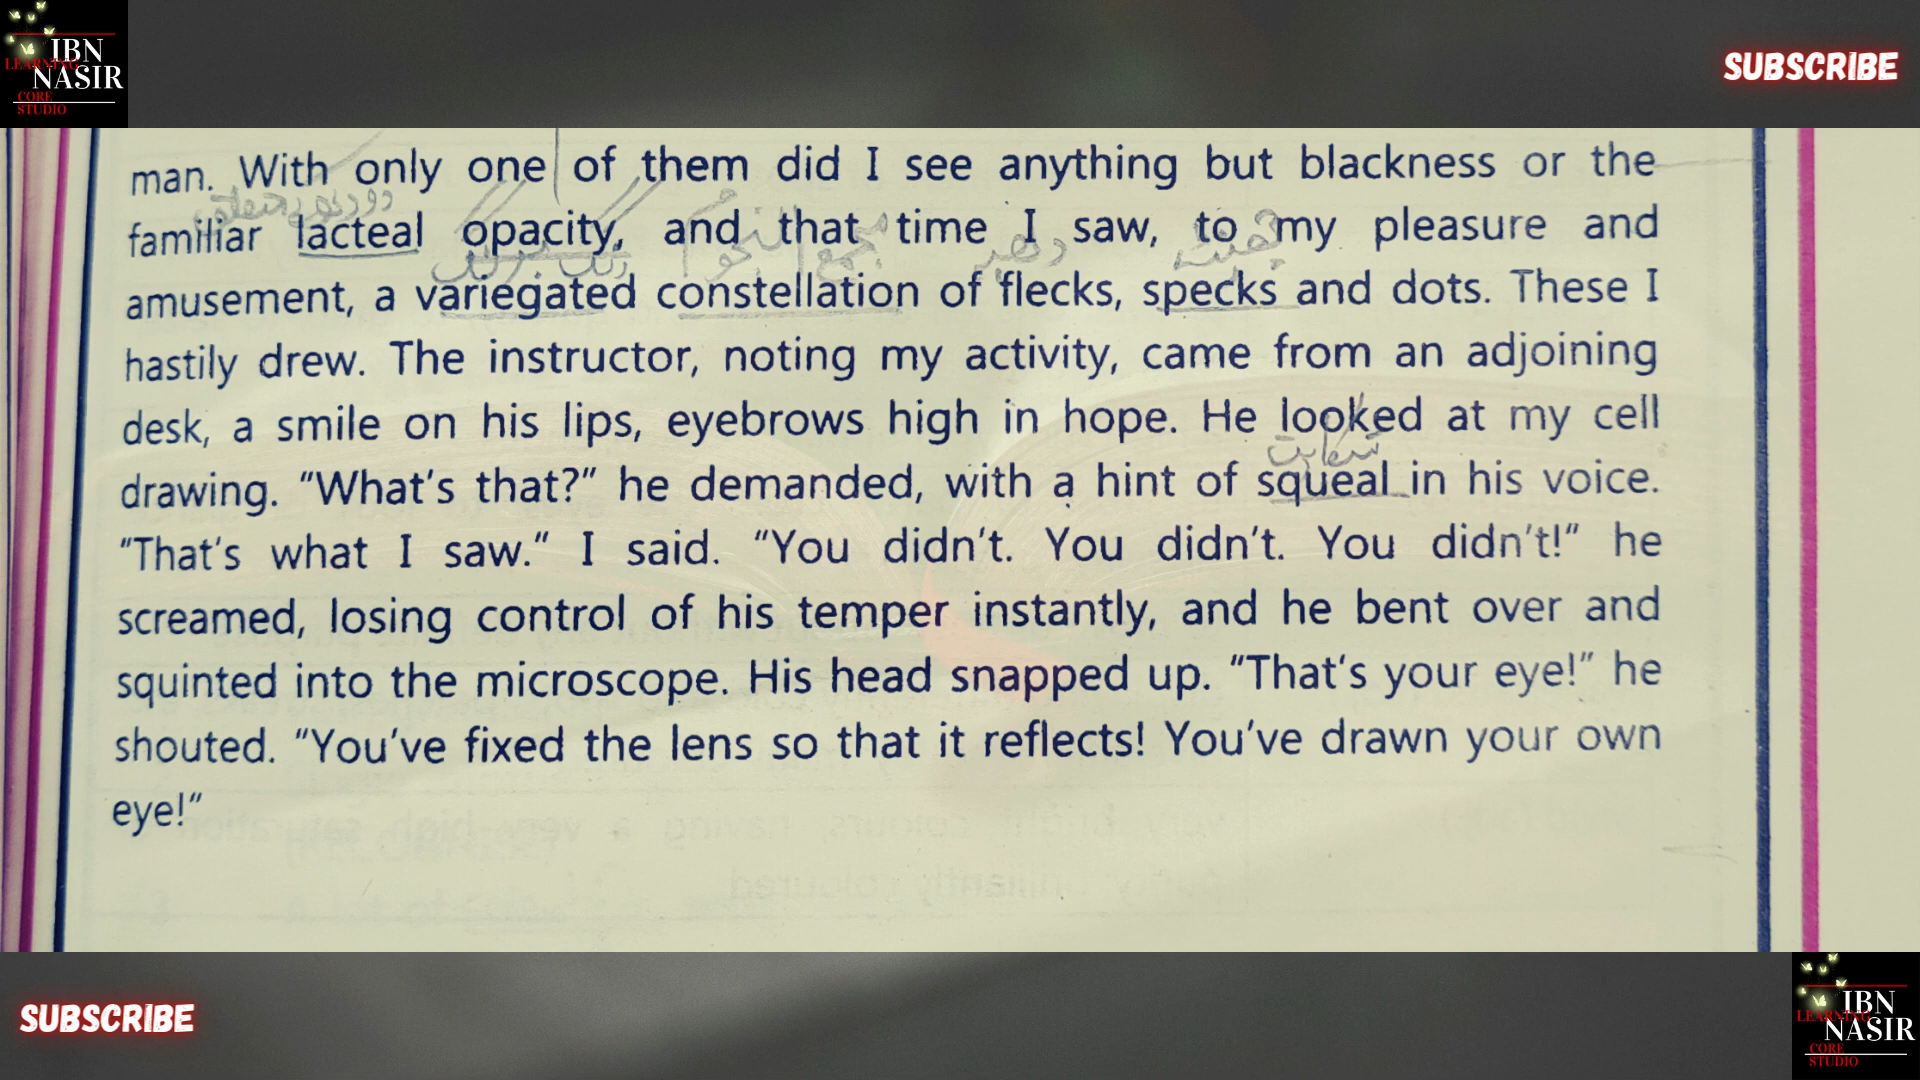 IBN
LEARNING
NASIR
CORE
STUDIO
SUBSCRIBE
man. With only one of them did I see anything but blackness or the
familiar lacteal opacity, and that time I saw, to my pleasure and
amusement, a variegated constellation of flecks, specks and dots. These I
hastily drew. The instructor, noting my activity, came from an adjoining
desk, a smile on his lips, eyebrows high in hope. He looked at my cell
شکایت
drawing. “What’s that?” he demanded, with a hint of squeal in his voice.
“That’s what I saw.” I said. “You didn’t. You didn’t. You didn’t!” he
screamed, losing control of his temper instantly, and he bent over and
squinted into the microscope. His head snapped up. “That’s your eye!” he
shouted. “You’ve fixed the lens so that it reflects! You’ve drawn your own
eye!”
SUBSCRIBE
IBN
LEARNING
NASIR
CORE
STUDIO